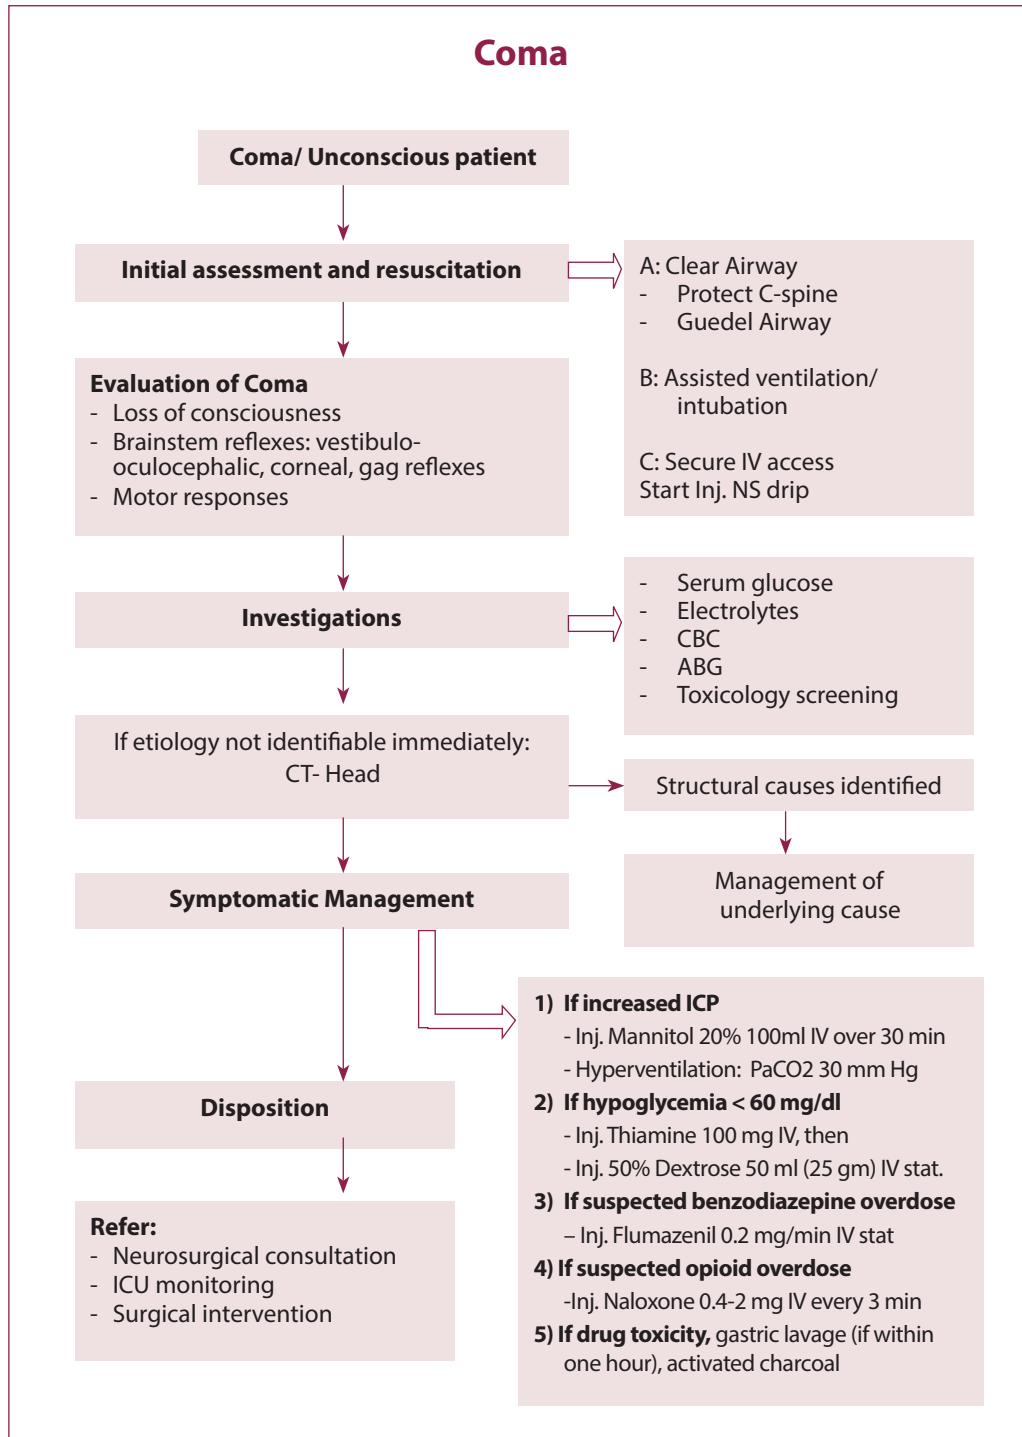 Coma
Coma/ Unconscious patient
Initial assessment and resuscitation
A: Clear Airway
- Protect C-spine
- Guedel Airway
B: Assisted ventilation/
intubation
C: Secure IV access
Start Inj. NS drip
Evaluation of Coma
- Loss of consciousness
- Brainstem reflexes: vestibulo-
oculocephalic, corneal, gag reflexes
- Motor responses
Investigations
- Serum glucose
- Electrolytes
- CBC
- ABG
- Toxicology screening
If etiology not identifiable immediately:
CT- Head
Structural causes identified
Management of
underlying cause
Symptomatic Management
1) If increased ICP
- Inj. Mannitol 20% 100ml IV over 30 min
- Hyperventilation: PaCO2 30 mm Hg
2) If hypoglycemia < 60 mg/dl
- Inj. Thiamine 100 mg IV, then
- Inj. 50% Dextrose 50 ml (25 gm) IV stat.
3) If suspected benzodiazepine overdose
– Inj. Flumazenil 0.2 mg/min IV stat
4) If suspected opioid overdose
-Inj. Naloxone 0.4-2 mg IV every 3 min
5) If drug toxicity, gastric lavage (if within
one hour), activated charcoal
Disposition
Refer:
- Neurosurgical consultation
- ICU monitoring
- Surgical intervention